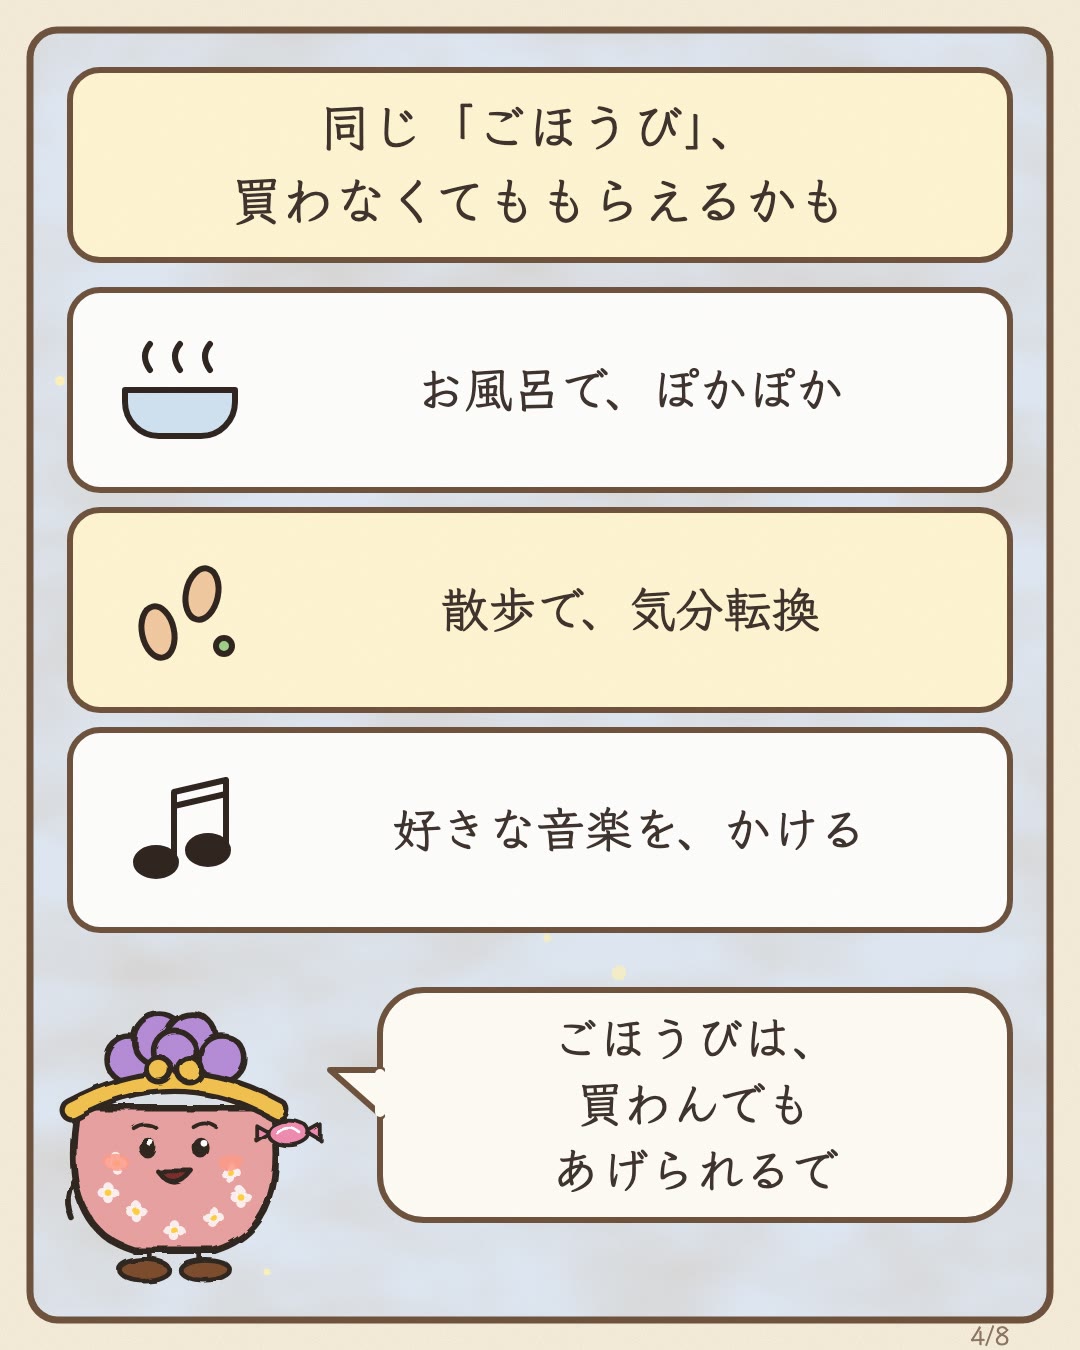 同じ「ごほうび」、
買わなくてももらえるかも
お風呂で、ぽかぽか
散歩で、気分転換
好きな音楽を、かける
ごほうびは、
買わんでも
あげられるで
4/8